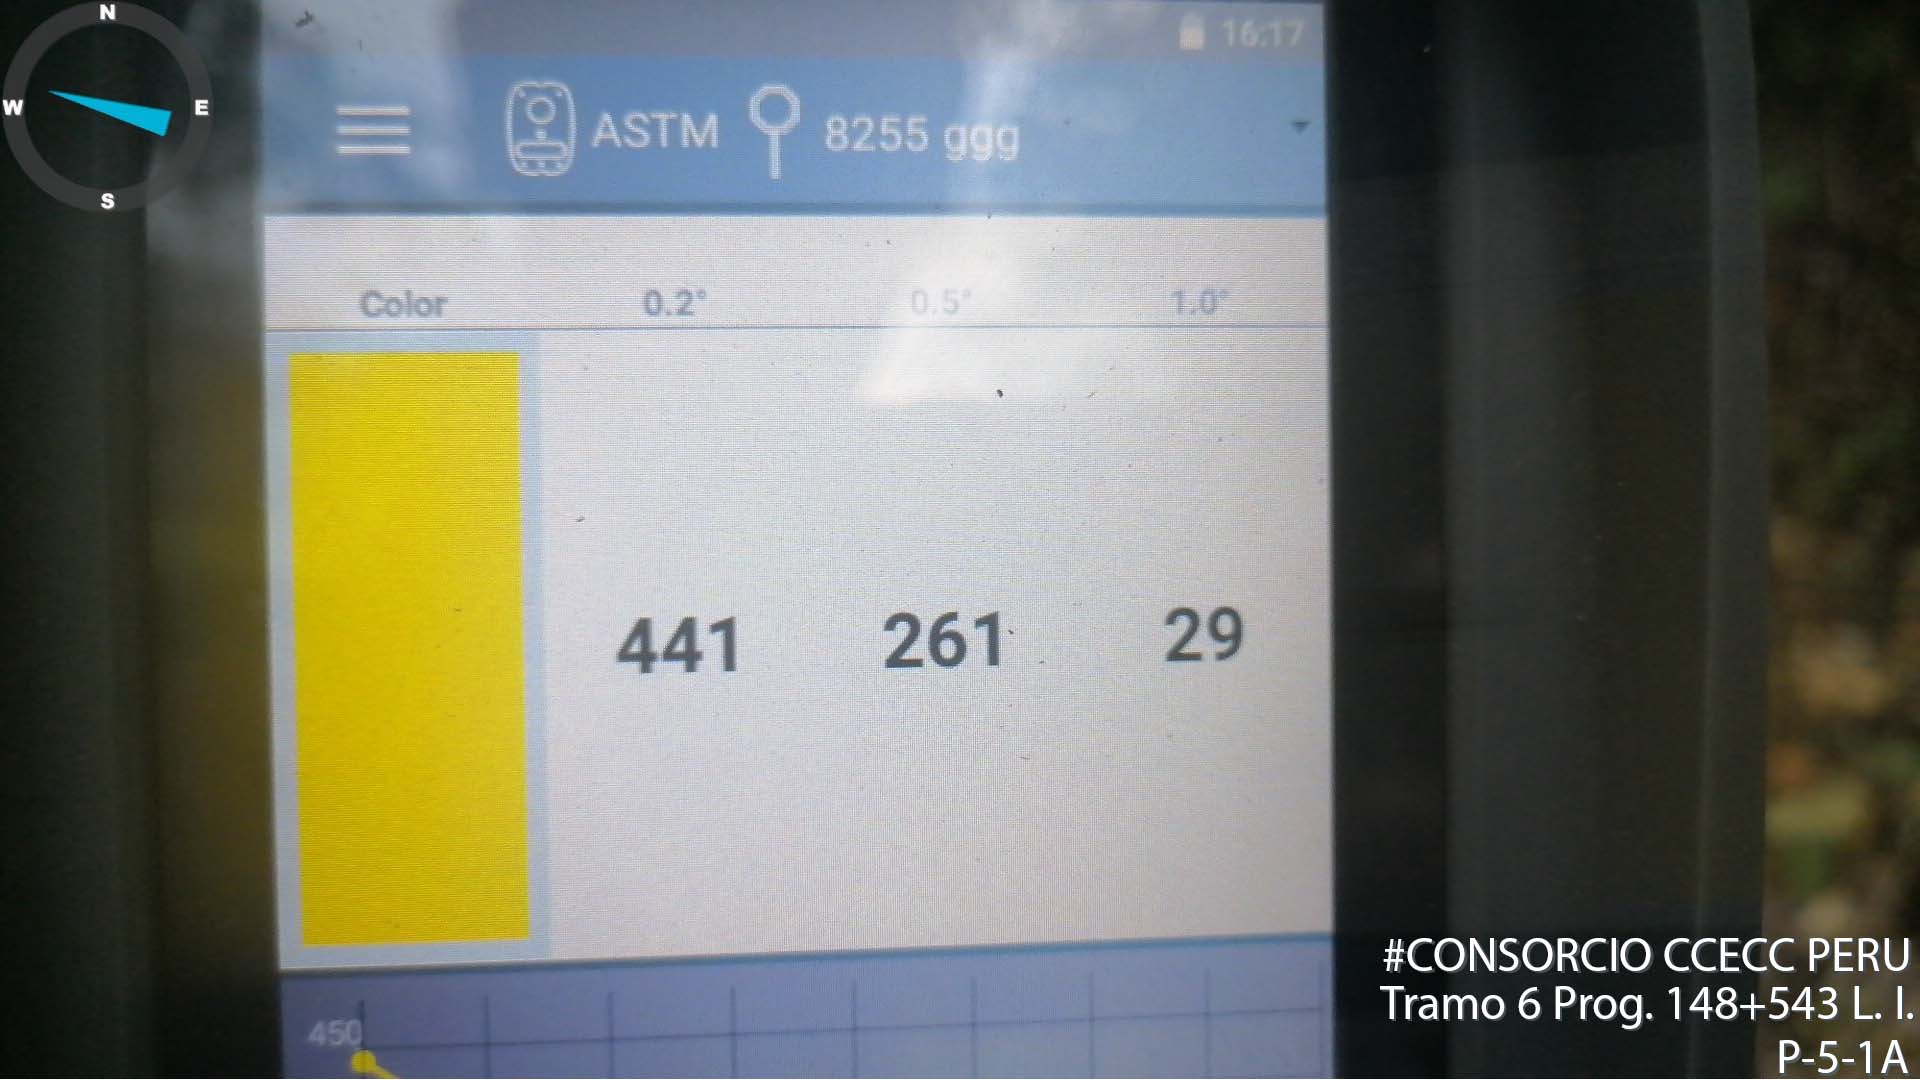 N
W E
S
16:17
ASTM 8255 ggg
Color 0.2° 0.5° 1.0°
441 261 29
450
#CONSORCIO CCECC PERU
Tramo 6 Prog. 148+543 L. I.
P-5-1A